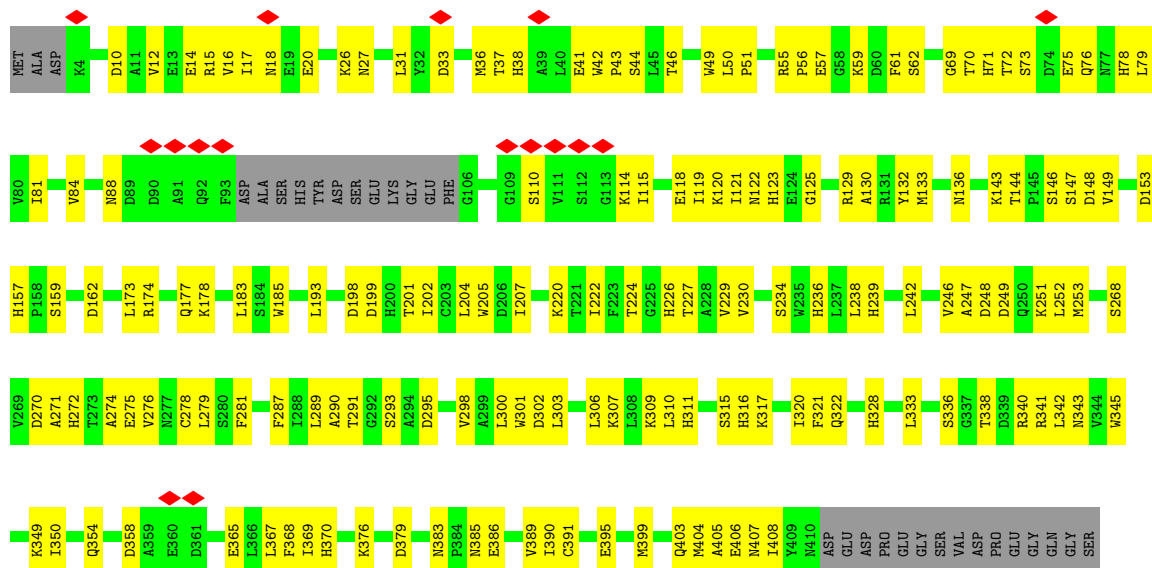 MET ALA ASP K4 D10 A11 V12 E13 E14 R15 V16 I17 N18 E19 E20 K26 N27 L31 Y32 D33 M36 T37 H38 A39 L40 E41 W42 P43 S44 L45 T46 W49 L50 P51 R55 P56 E57 G58 K59 D60 F61 S62 G69 T70 H71 T72 S73 D74 E75 Q76 N77 H78 L79
V80 I81 V84 N88 D89 D90 A91 Q92 F93 ASP ALA SER HIS TYR ASP SER GLU LYS GLY GLU PHE G106 G109 S110 V111 S112 G113 K114 I115 E118 I119 K120 I121 N122 H123 E124 G125 R129 A130 R131 Y132 M133 N136 K143 T144 P145 S146 S147 D148 V149 D153
H157 P158 S159 D162 L173 R174 Q177 K178 L183 S184 W185 L193 D198 D199 H200 T201 I202 C203 L204 W205 D206 I207 K220 T221 I222 F223 T224 G225 H226 T227 A228 V229 V230 S234 W235 H236 L237 L238 H239 L242 V246 A247 D248 D249 Q250 K251 L252 M253 S268
V269 D270 A271 H272 T273 A274 E275 V276 N277 C278 L279 S280 F281 F287 I288 L289 A290 T291 G292 S293 A294 D295 V298 A299 L300 W301 D302 L303 L306 K307 L308 K309 L310 H311 S315 H316 K317 I320 F321 Q322 H328 L333 S336 G337 T338 D339 R340 R341 L342 N343 V344 W345
K349 I350 Q354 D358 A359 E360 D361 E365 L366 L367 F368 I369 H370 K376 D379 N383 P384 N385 E386 V389 I390 C391 E395 M399 Q403 M404 A405 E406 N407 I408 Y409 N410 ASP GLU ASP PRO GLU GLY SER VAL ASP PRO GLU GLY GLN GLY SER